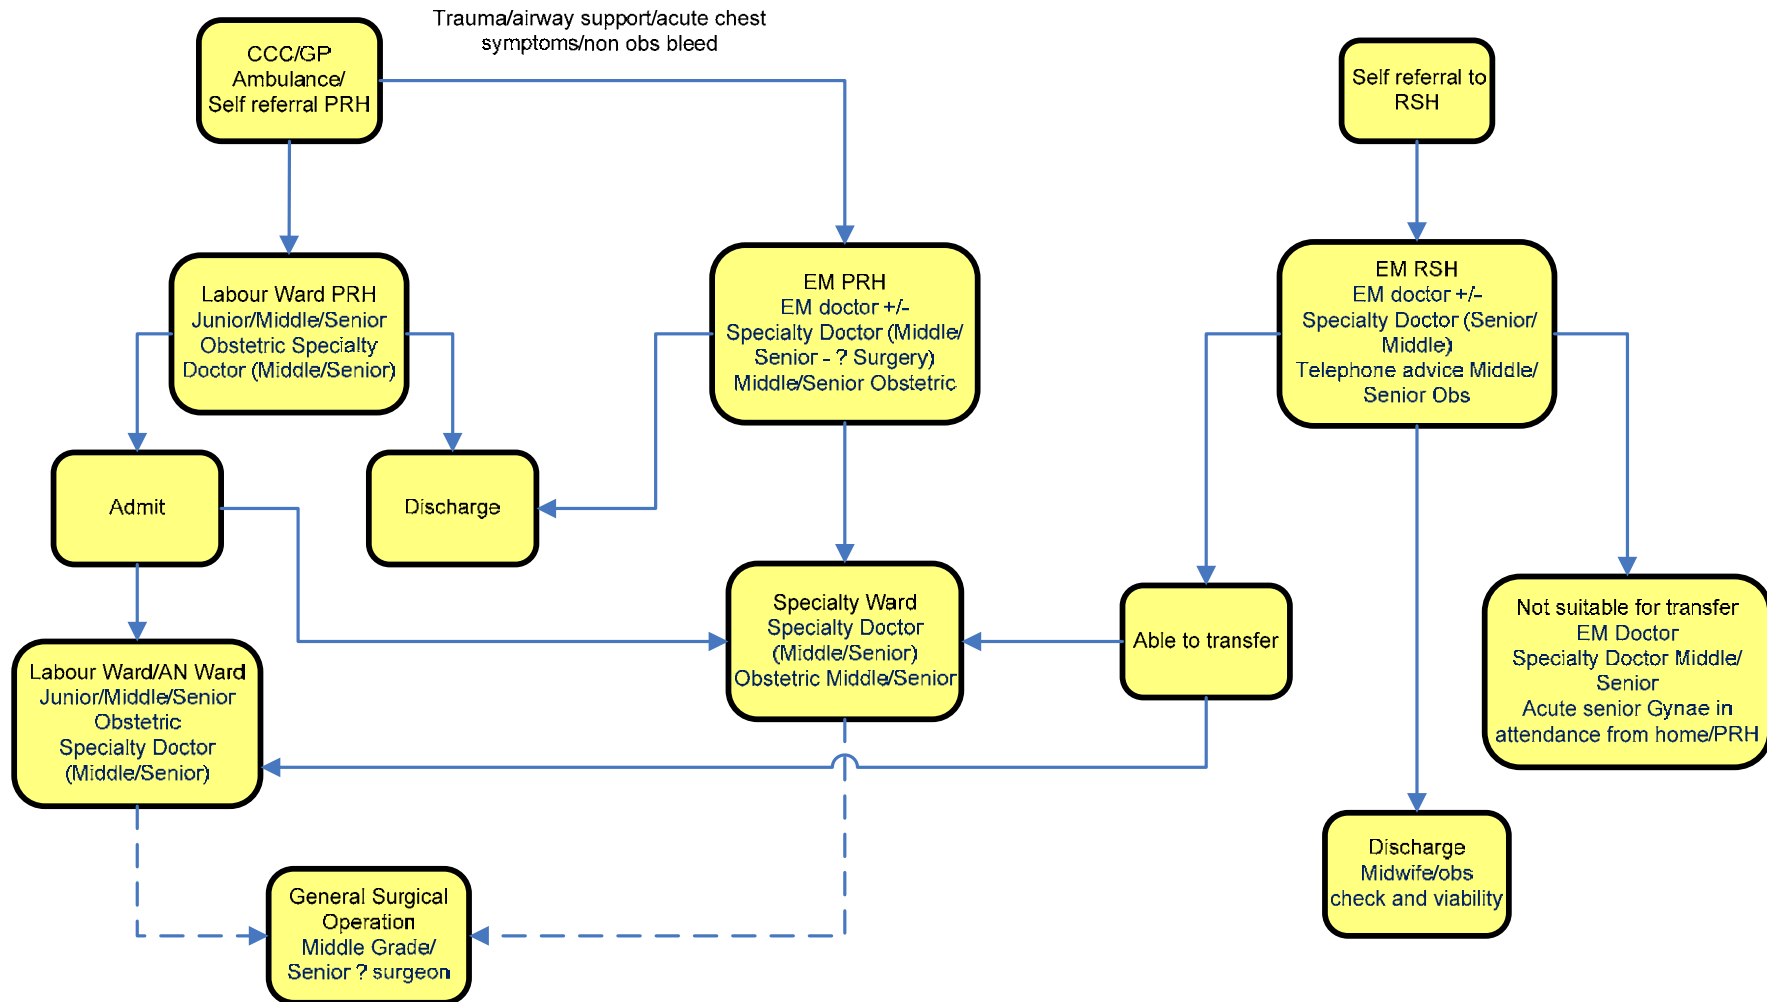 Trauma/airway support/acute chest
symptoms/non obs bleed
CCC/GP
Ambulance/
Self referral PRH
Self referral to
RSH
Labour Ward PRH
Junior/Middle/Senior
Obstetric Specialty
Doctor (Middle/Senior)
EM PRH
EM doctor +/-
Specialty Doctor (Middle/
Senior - ? Surgery)
Middle/Senior Obstetric
EM RSH
EM doctor +/-
Specialty Doctor (Senior/
Middle)
Telephone advice Middle/
Senior Obs
Admit
Discharge
Specialty Ward
Specialty Doctor
(Middle/Senior)
Obstetric Middle/Senior
Able to transfer
Not suitable for transfer
EM Doctor
Specialty Doctor Middle/
Senior
Acute senior Gynae in
attendance from home/PRH
Labour Ward/AN Ward
Junior/Middle/Senior
Obstetric
Specialty Doctor
(Middle/Senior)
Discharge
Midwife/obs
check and viability
General Surgical
Operation
Middle Grade/
Senior ? surgeon